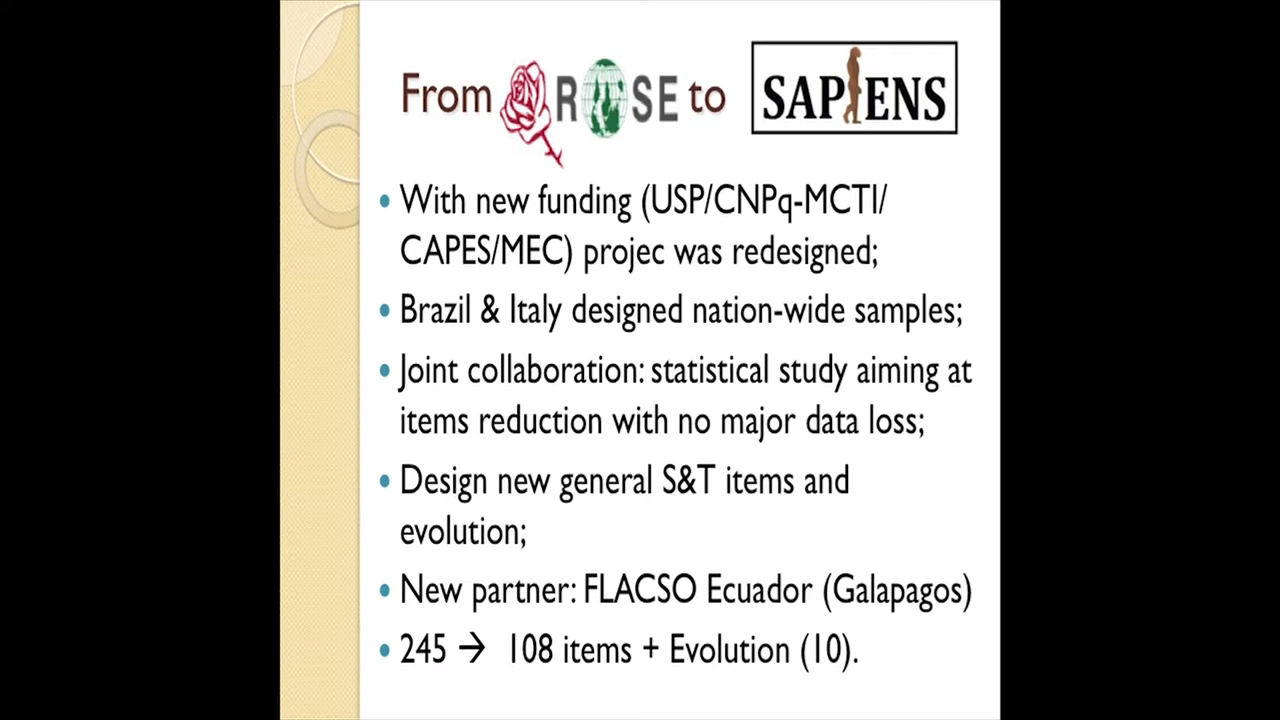 From ROSE to SAPIENS
With new funding (USP/CNPq-MCTI/
CAPES/MEC) projec was redesigned;
Brazil & Italy designed nation-wide samples;
Joint collaboration: statistical study aiming at
items reduction with no major data loss;
Design new general S&T items and
evolution;
New partner: FLACSO Ecuador (Galapagos)
245 → 108 items + Evolution (10).